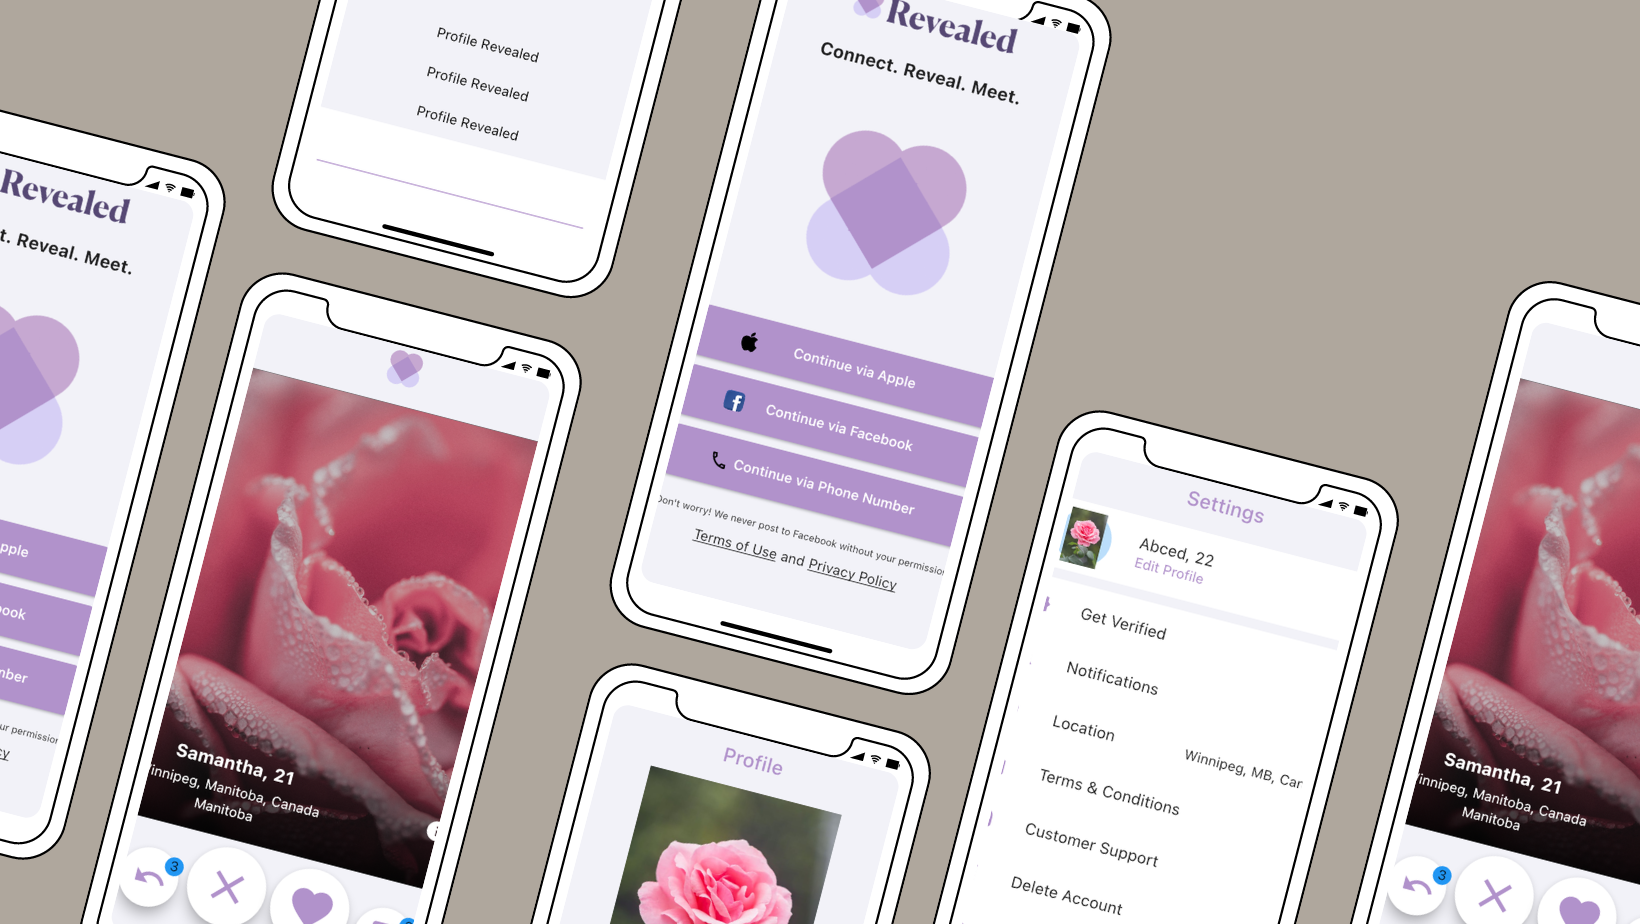 Revealed
t. Reveal. Meet.
pple
ook
mber
ur permission
cy
Profile Revealed
Profile Revealed
Profile Revealed
Samantha, 21
innipeg, Manitoba, Canada
Manitoba
3
Revealed
Connect. Reveal. Meet.
Continue via Apple
Continue via Facebook
Continue via Phone Number
Don't worry! We never post to Facebook without your permission
Terms of Use and Privacy Policy
Profile
Settings
Abced, 22
Edit Profile
Get Verified
Notifications
Location
Winnipeg, MB, Can
Terms & Conditions
Customer Support
Delete Account
Samantha, 21
innipeg, Manitoba, Canada
Manitoba
3